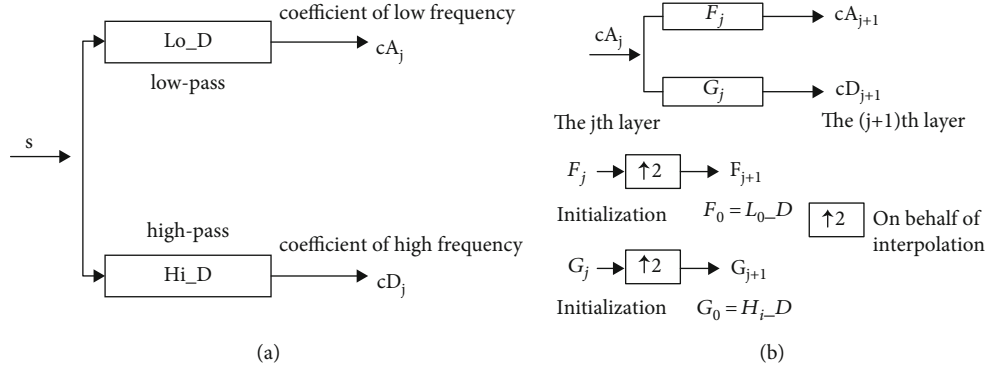 coefficient of low frequency
Lo_D
cA_j
low-pass
s
high-pass
coefficient of high frequency
Hi_D
cD_j
(a)
F_j
cA_{j+1}
cA_j
G_j
cD_{j+1}
The jth layer
The (j+1)th layer
F_j
↑2
F_{j+1}
Initialization
F_0 = L_0_D
↑2
On behalf of
interpolation
G_j
↑2
G_{j+1}
Initialization
G_0 = H_i_D
(b)